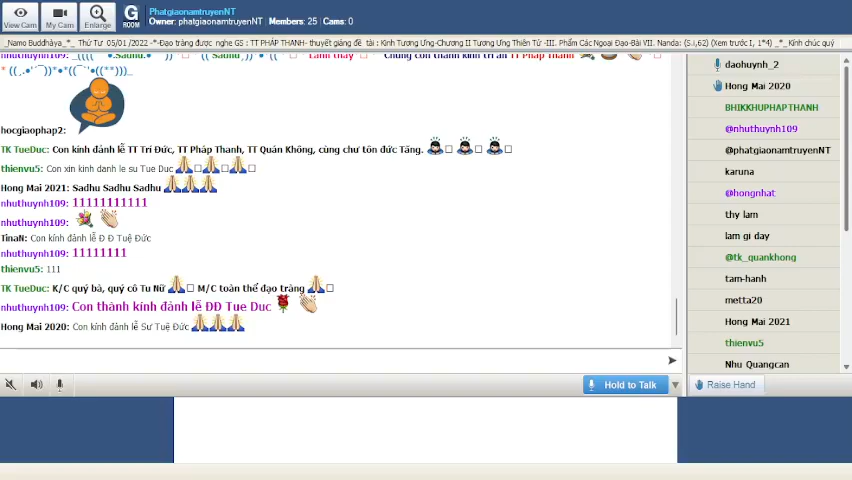 PhatgiaonamtruyenNT
Owner: phatgiaonamtruyenNT Members: 25 Cams: 0
View Cam My Cam Enlarge G ROOM
_Namo Buddhàya_*_ Thứ Tư 05/01/2022 -*-Đạo tràng được nghe GS : TT PHÁP THANH- thuyết giảng đề tài : Kinh Tương Ưng-Chương II Tương Ưng Thiên Tử -III. Phẩm Các Ngoại Đạo-Bài VII. Nanda: (S.i,62) (Xem trước I, 1*4) _Kính chúc quý
hocgiaophap2:
TK TueDuc: Con kính đảnh lễ TT Trí Đức, TT Pháp Thanh, TT Quán Không, cùng chư tôn đức Tăng.
thienvu5: Con xin kinh danh le su Tue Duc
Hong Mai 2021: Sadhu Sadhu Sadhu
nhuthuynh109: 11111111111
nhuthuynh109:
TinaN: Con kính đảnh lễ Đ Đ Tuệ Đức
nhuthuynh109: 11111111
thienvu5: 111
TK TueDuc: K/C quý bà, quý cô Tu Nữ M/C toàn thể đạo tràng
nhuthuynh109: Con thành kính đảnh lễ ĐĐ Tue Duc
Hong Mai 2020: Con kính đảnh lễ Sư Tuệ Đức
Hold to Talk
daohuynh_2
Hong Mai 2020
BHIKKHUPHAPTHANH
@nhuthuynh109
@phatgiaonamtruyenNT
karuna
@hongnhat
thy lam
lam gi day
@tk_quankhong
tam-hanh
metta20
Hong Mai 2021
thienvu5
Nhu Quangcan
Raise Hand